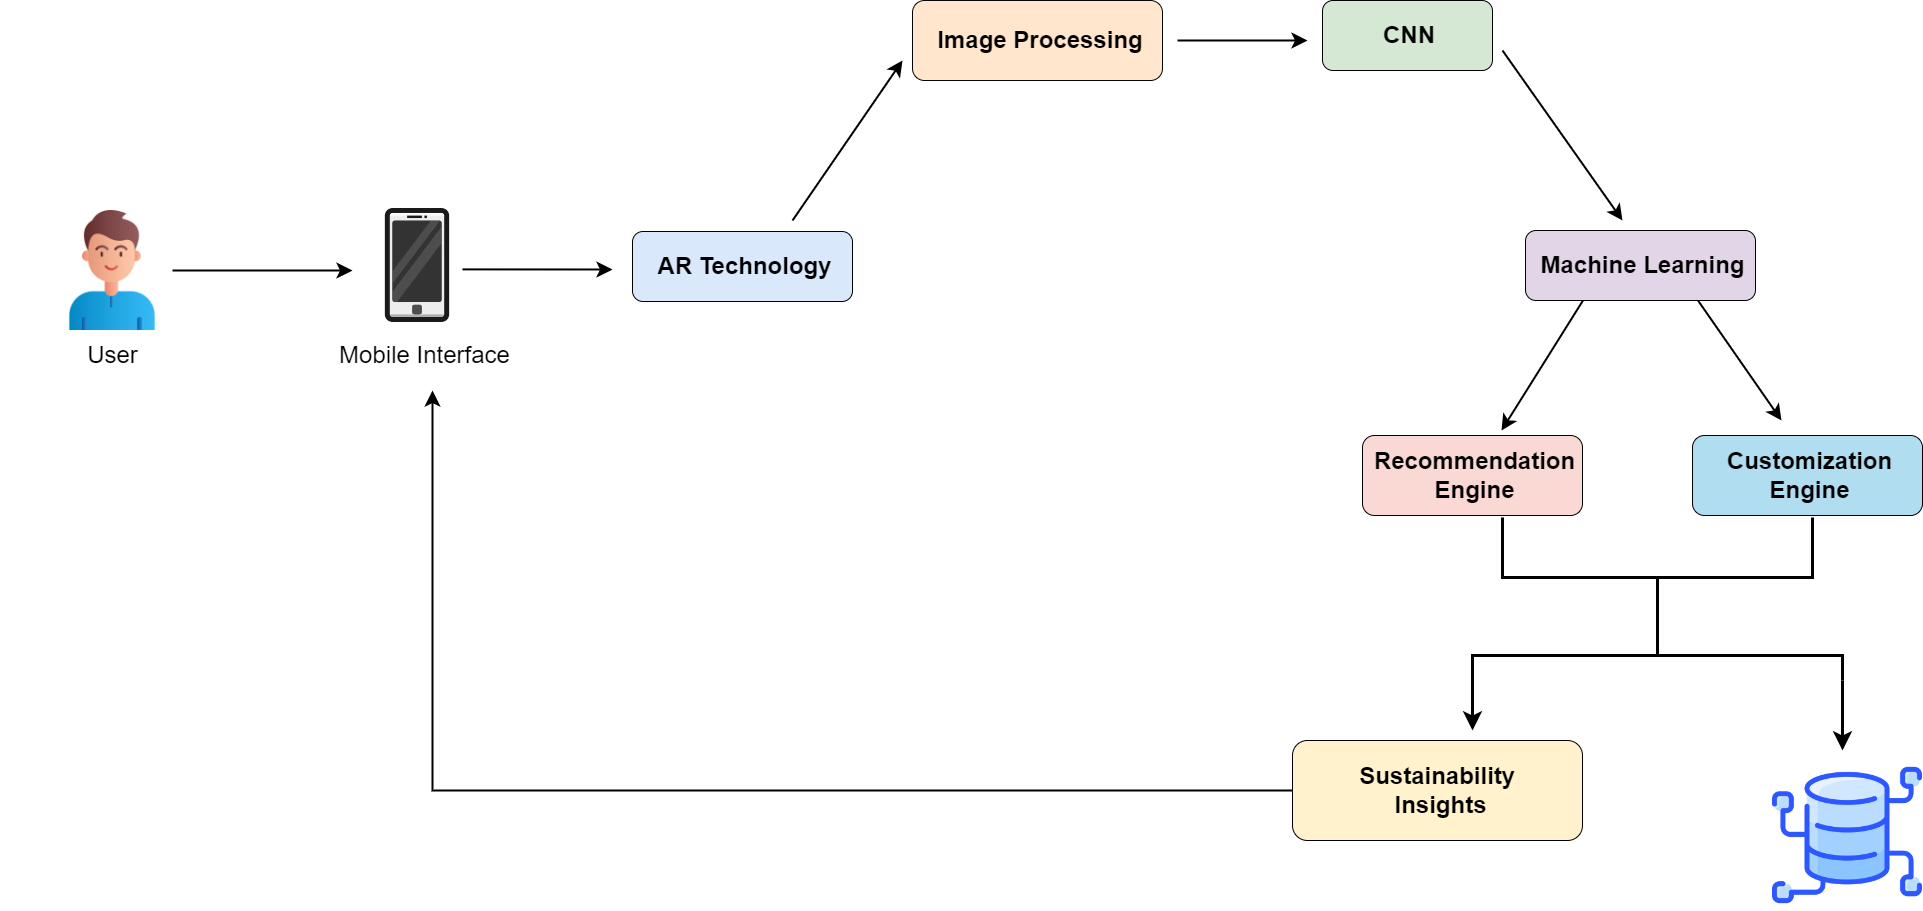 Image Processing
CNN
AR Technology
Machine Learning
User
Mobile Interface
Recommendation
Engine
Customization
Engine
Sustainability
Insights